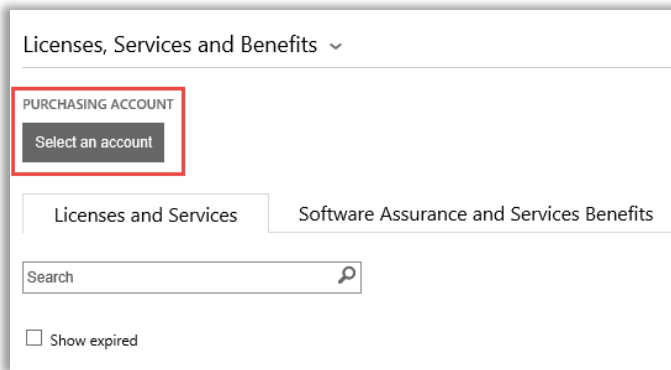 Licenses, Services and Benefits
PURCHASING ACCOUNT
Select an account
Licenses and Services
Software Assurance and Services Benefits
Search
Show expired